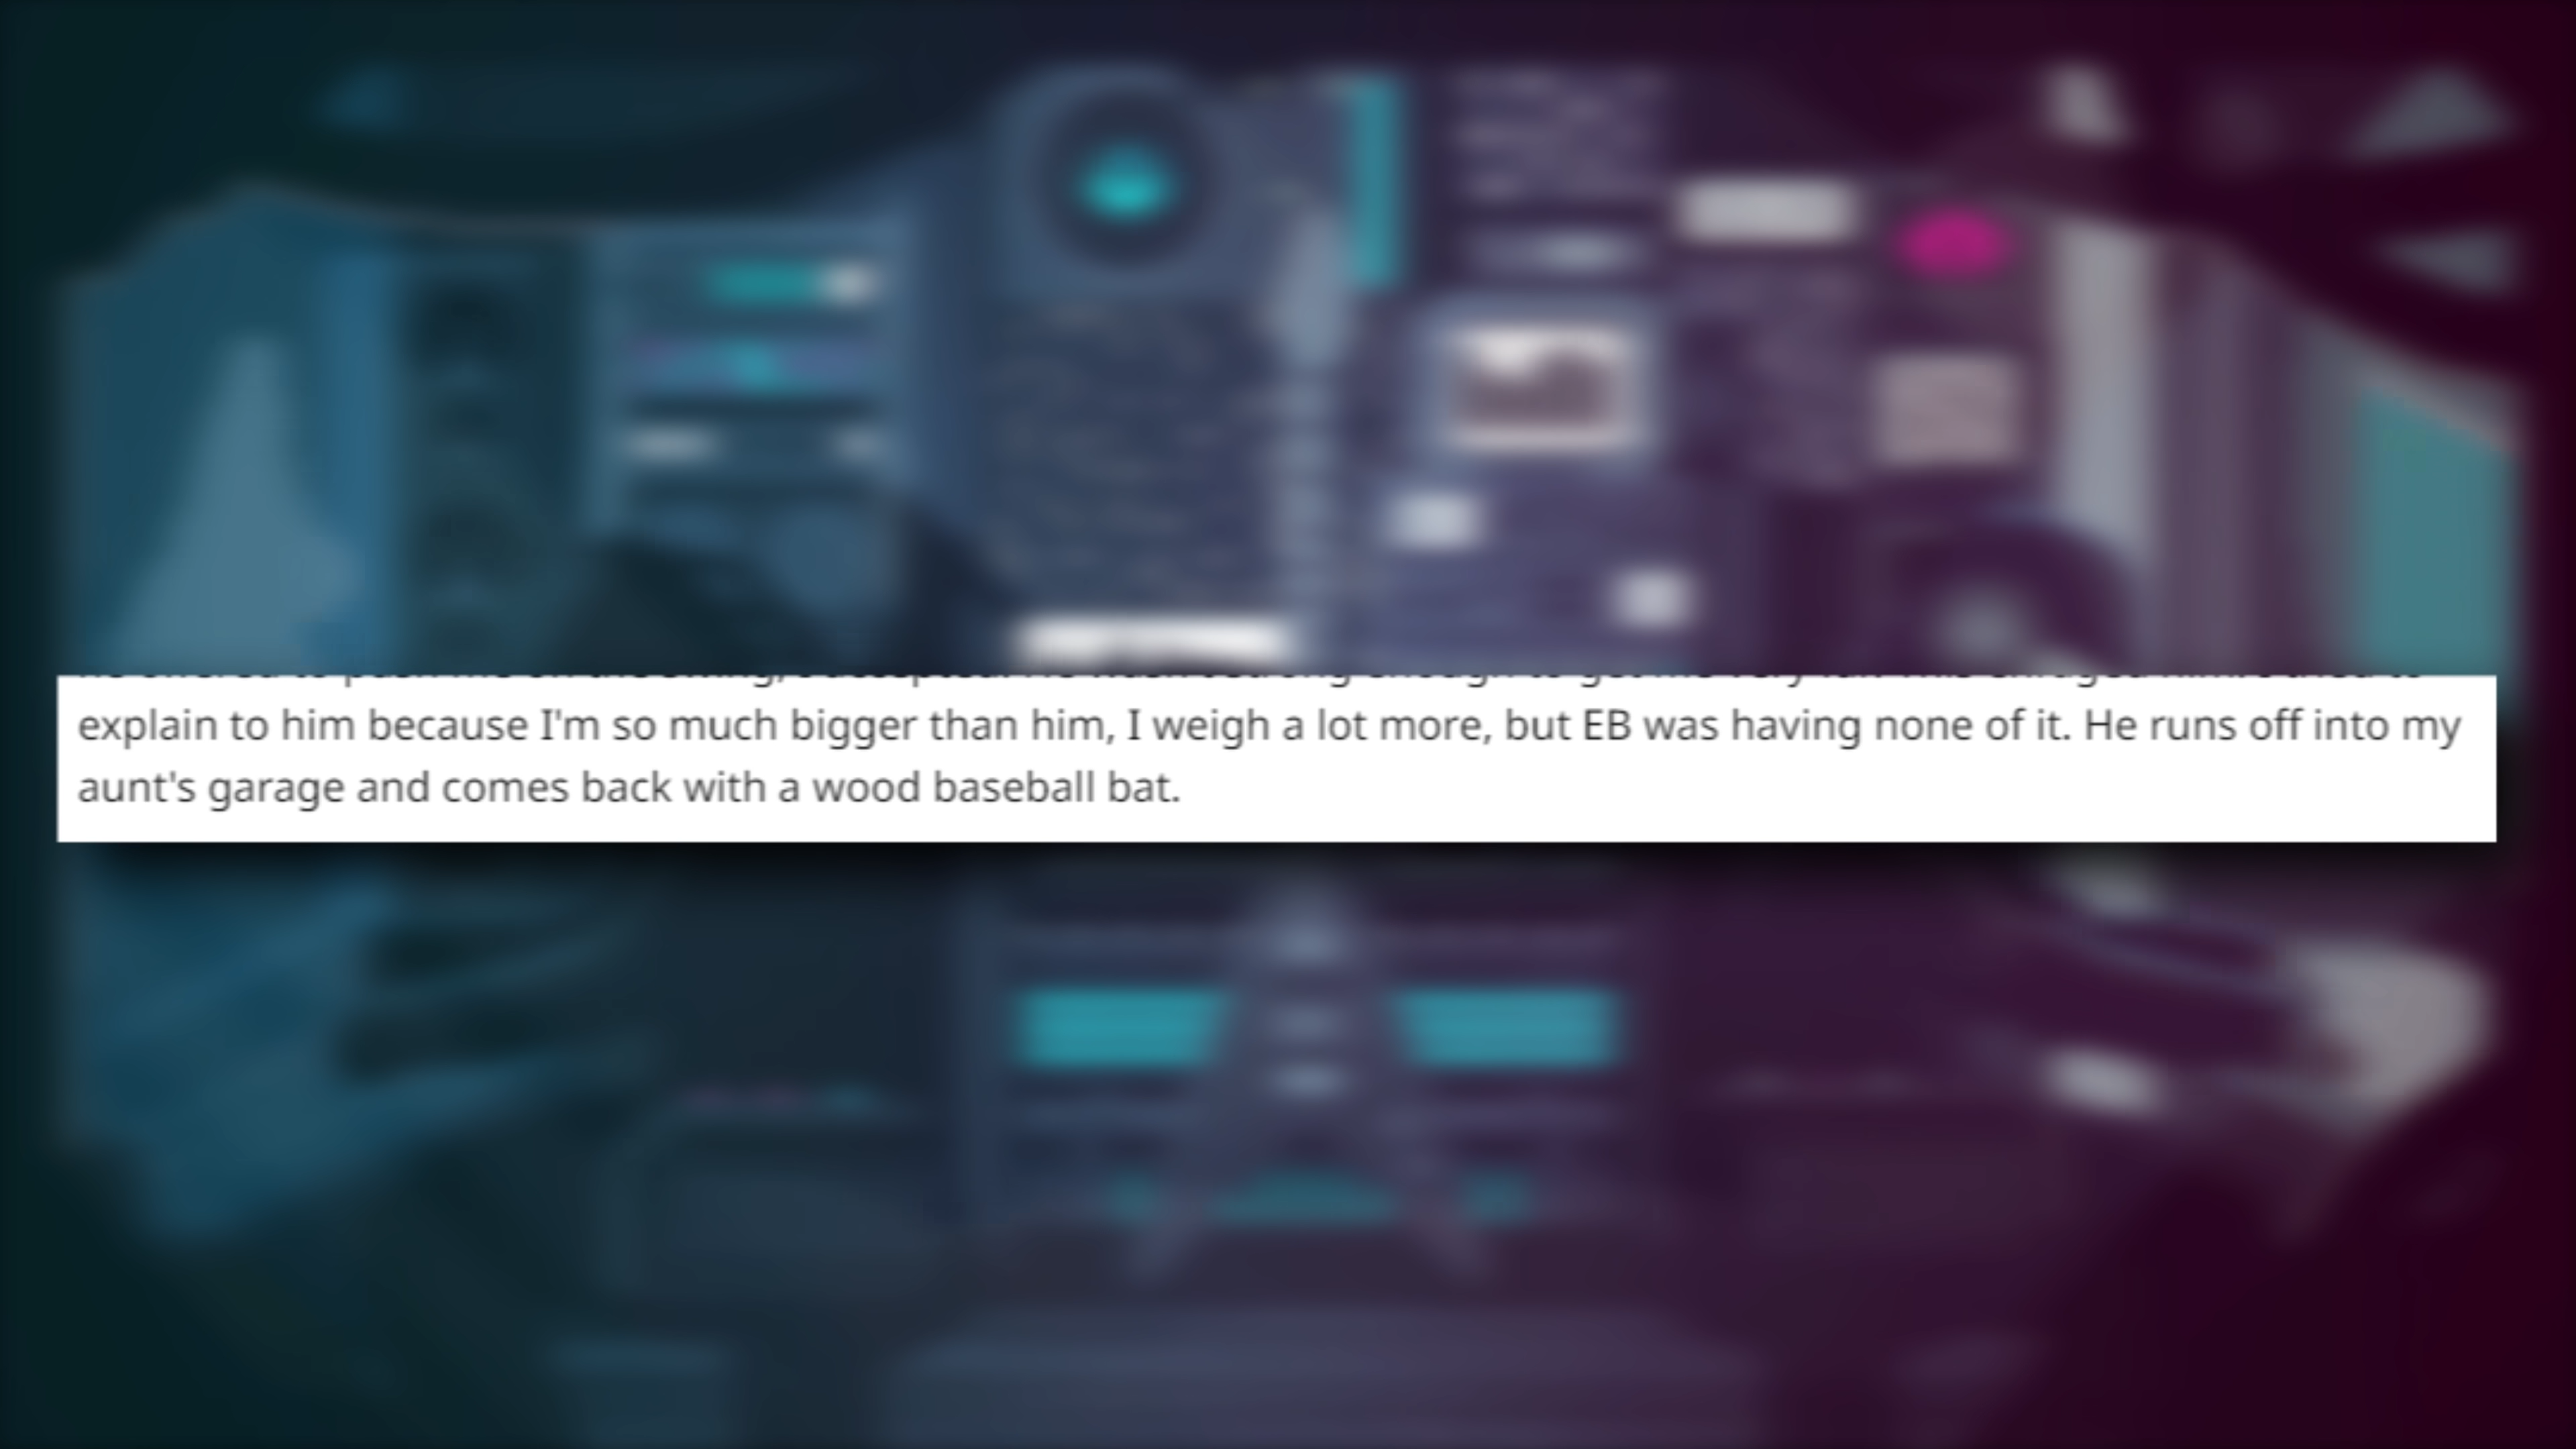 explain to him because I'm so much bigger than him, I weigh a lot more, but EB was having none of it. He runs off into my
aunt's garage and comes back with a wood baseball bat.